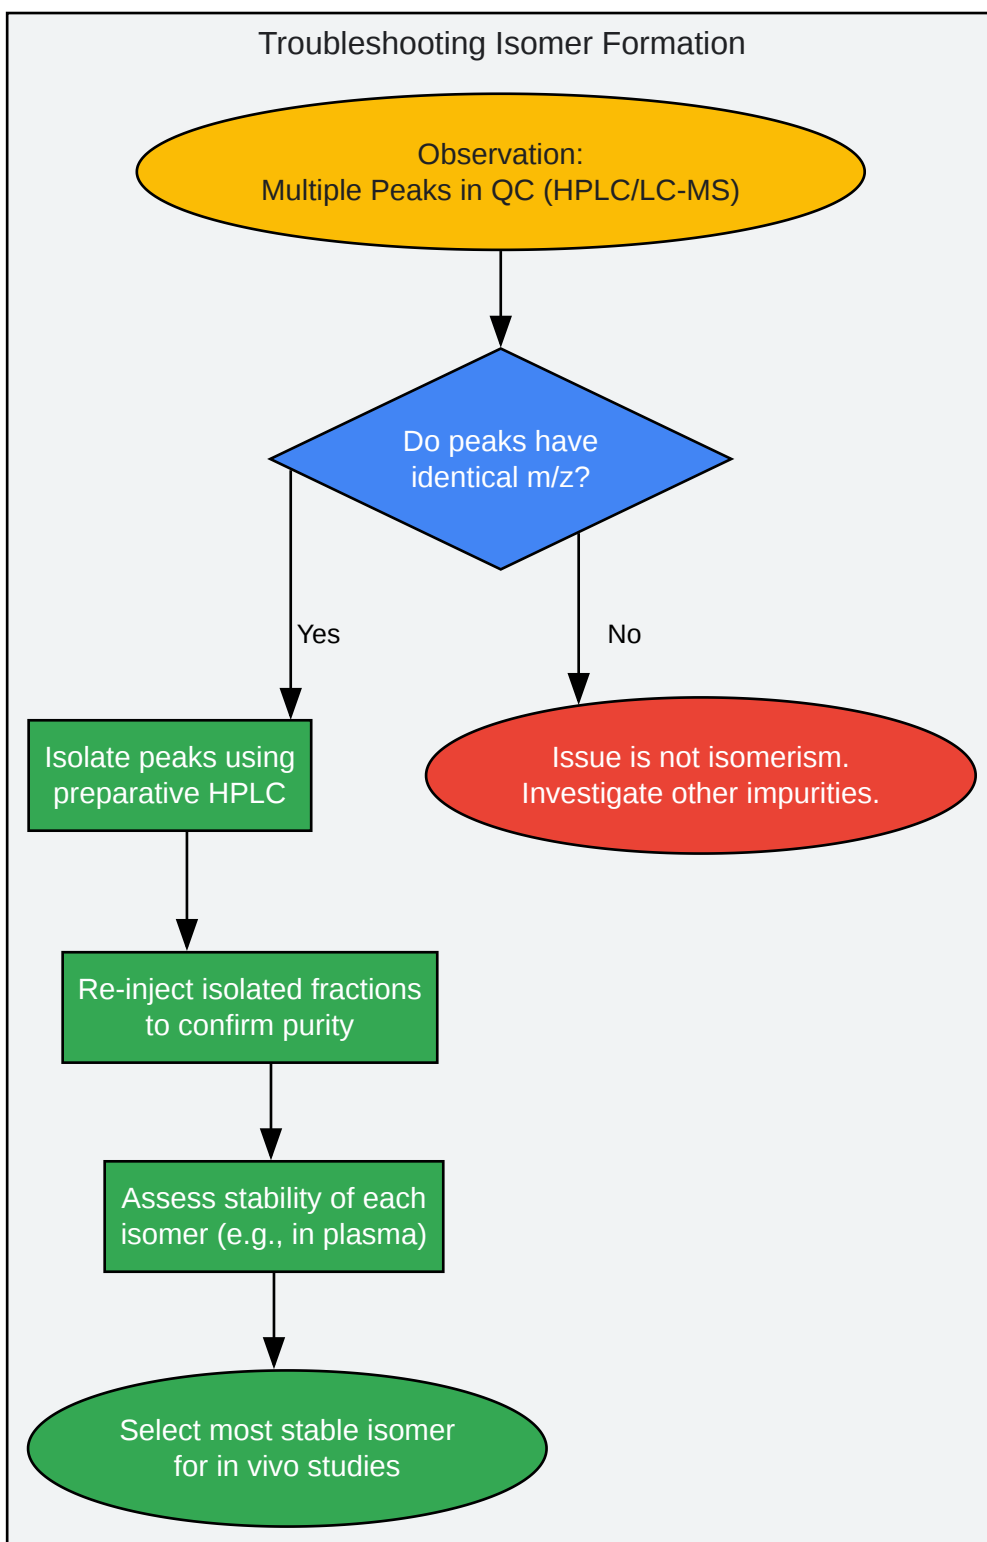 Troubleshooting Isomer Formation
Observation:
Multiple Peaks in QC (HPLC/LC-MS)
Do peaks have
identical m/z?
Yes
No
Isolate peaks using
preparative HPLC
Issue is not isomerism.
Investigate other impurities.
Re-inject isolated fractions
to confirm purity
Assess stability of each
isomer (e.g., in plasma)
Select most stable isomer
for in vivo studies